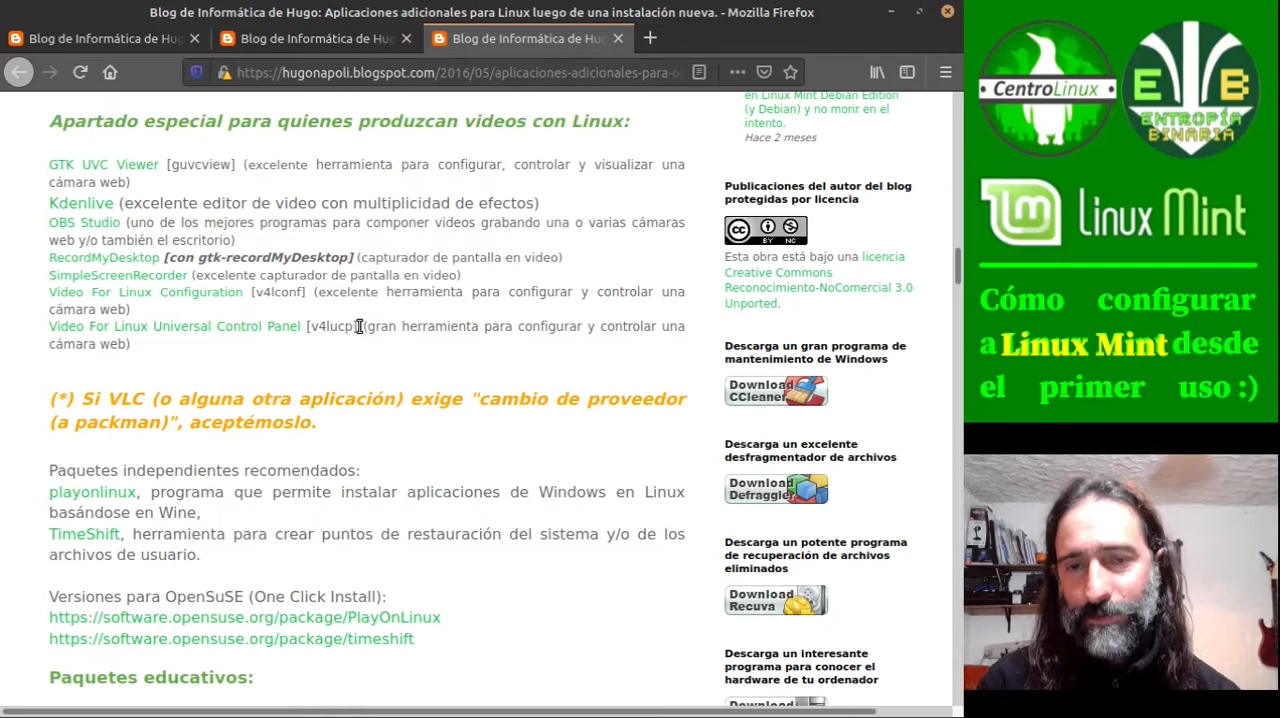 Blog de Informática de Hugo: Aplicaciones adicionales para Linux luego de una instalación nueva. - Mozilla Firefox
Blog de Informática de Hu
Blog de Informática de Hug
Blog de Informática de Hug
https://hugonapoli.blogspot.com/2016/05/aplicaciones-adicionales-para-o
Apartado especial para quienes produzcan videos con Linux:
GTK UVC Viewer [guvcview] (excelente herramienta para configurar, controlar y visualizar una
cámara web)
Kdenlive (excelente editor de video con multiplicidad de efectos)
OBS Studio (uno de los mejores programas para componer videos grabando una o varias cámaras
web y/o también el escritorio)
RecordMyDesktop [con gtk-recordMyDesktop] (capturador de pantalla en video)
SimpleScreenRecorder (excelente capturador de pantalla en video)
Video For Linux Configuration [v4lconf] (excelente herramienta para configurar y controlar una
cámara web)
Video For Linux Universal Control Panel [v4lucp] (gran herramienta para configurar y controlar una
cámara web)
(*) Si VLC (o alguna otra aplicación) exige "cambio de proveedor
(a packman)", aceptémoslo.
Paquetes independientes recomendados:
playonlinux, programa que permite instalar aplicaciones de Windows en Linux
basándose en Wine,
TimeShift, herramienta para crear puntos de restauración del sistema y/o de los
archivos de usuario.
Versiones para OpenSuSE (One Click Install):
https://software.opensuse.org/package/PlayOnLinux
https://software.opensuse.org/package/timeshift
Paquetes educativos:
en Linux Mint Debian Edition
(y Debian) y no morir en el
intento.
Hace 2 meses
Publicaciones del autor del blog
protegidas por licencia
cc BY NC
Esta obra está bajo una licencia
Creative Commons
Reconocimiento-NoComercial 3.0
Unported.
Descarga un gran programa de
mantenimiento de Windows
Download
CCleaner
Descarga un excelente
desfragmentador de archivos
Download
Defraggler
Descarga un potente programa
de recuperación de archivos
eliminados
Download
Recuva
Descarga un interesante
programa para conocer el
hardware de tu ordenador
Download
CentroLinux
E B
ENTROPÍA
BINARIA
Linux Mint
Cómo configurar
a Linux Mint desde
el primer uso :)